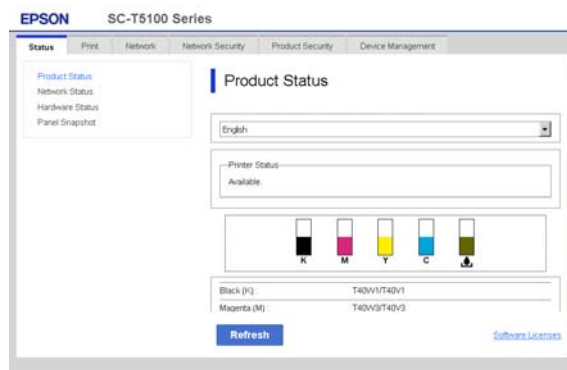 EPSON SC-T5100 Series
Status Print Network Network Security Product Security Device Management
Product Status
Network Status
Hardware Status
Panel Snapshot
Product Status
English
Printer Status
Available.
K M Y C
Black (K) : T40W1/T40V1
Magenta (M) : T40W3/T40V3
Refresh
Software Licenses